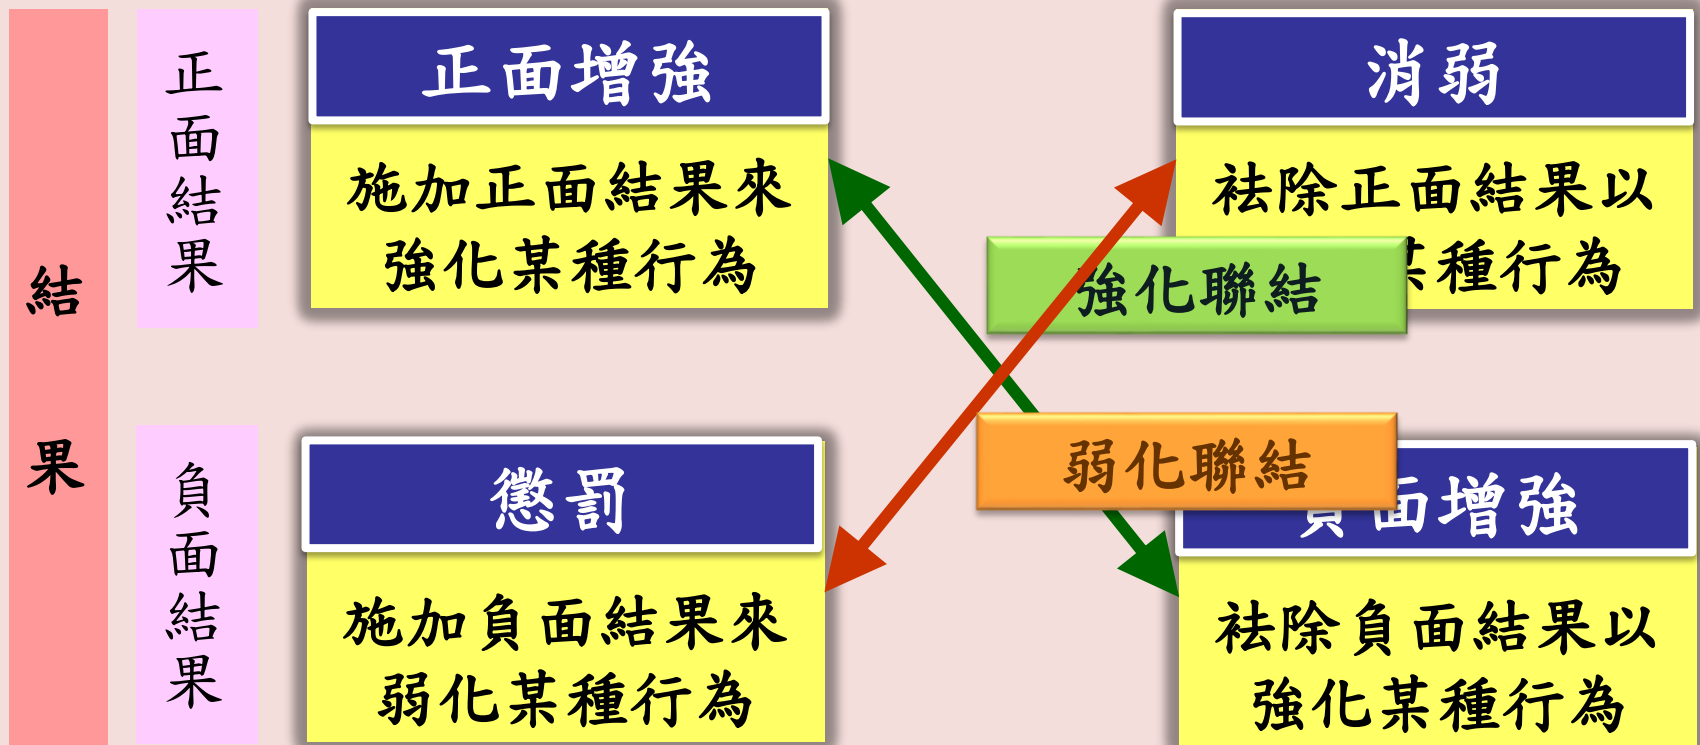 結果
正面結果
正面增強
施加正面結果來
強化某種行為
消弱
祛除正面結果以
某種行為
強化聯結
弱化聯結
負面結果
懲罰
施加負面結果來
弱化某種行為
負面增強
祛除負面結果以
強化某種行為